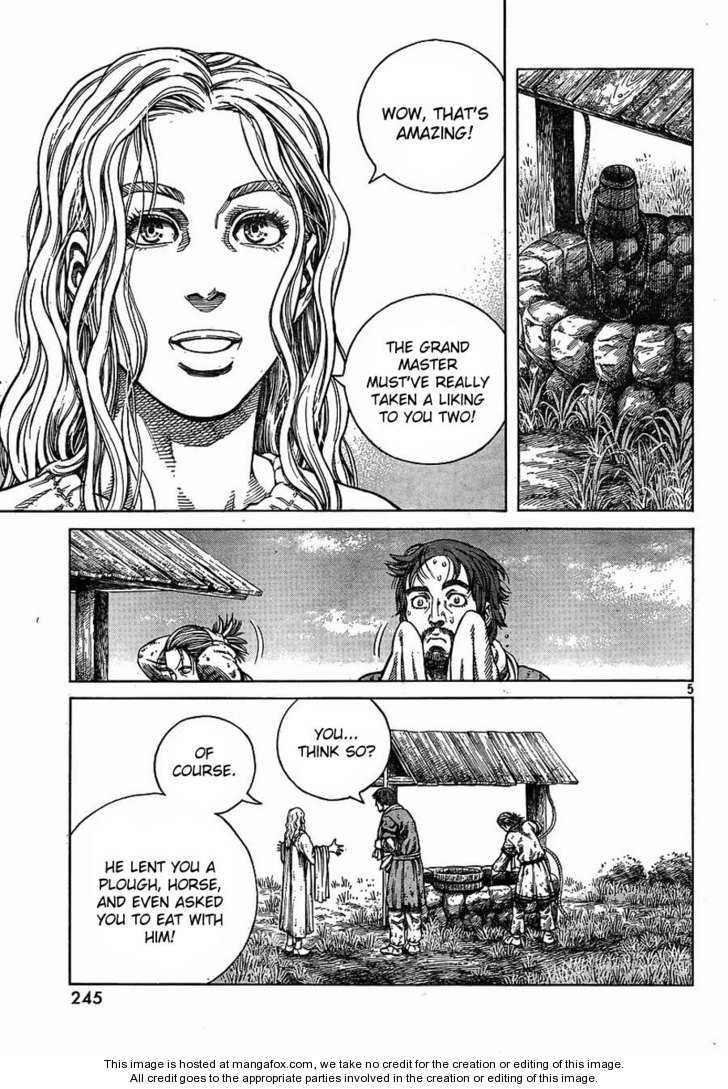 WOW, THAT'S
AMAZING!
THE GRAND
MASTER
MUST'VE REALLY
TAKEN A LIKING
TO YOU TWO!
5
YOU...
THINK SO?
OF
COURSE.
HE LENT YOU A
PLOUGH, HORSE,
AND EVEN ASKED
YOU TO EAT WITH
HIM!
245
This image is hosted at mangafox.com, we take no credit for the creation or editing of this image.
All credit goes to the appropriate parties involved in the creation or editing of this image.